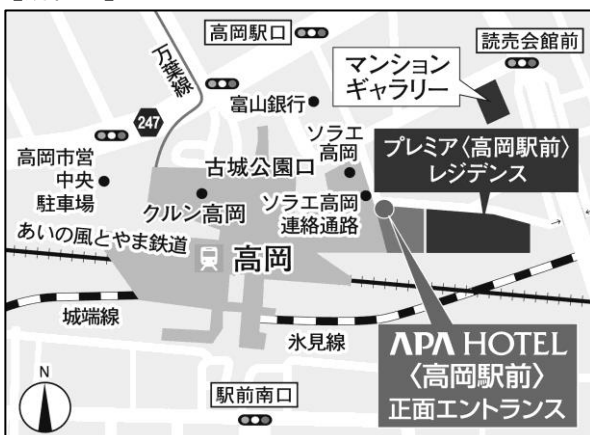 高岡駅口
読売会館前
万葉線
マンション
ギャラリー
富山銀行
247
ソラエ
高岡
高岡市営
中央
駐車場
古城公園口
プレミア〈高岡駅前〉
レジデンス
クルン高岡
ソラエ高岡
連絡通路
あいの風とやま鉄道
高岡
城端線
氷見線
APA HOTEL
〈高岡駅前〉
正面エントランス
N
駅前南口